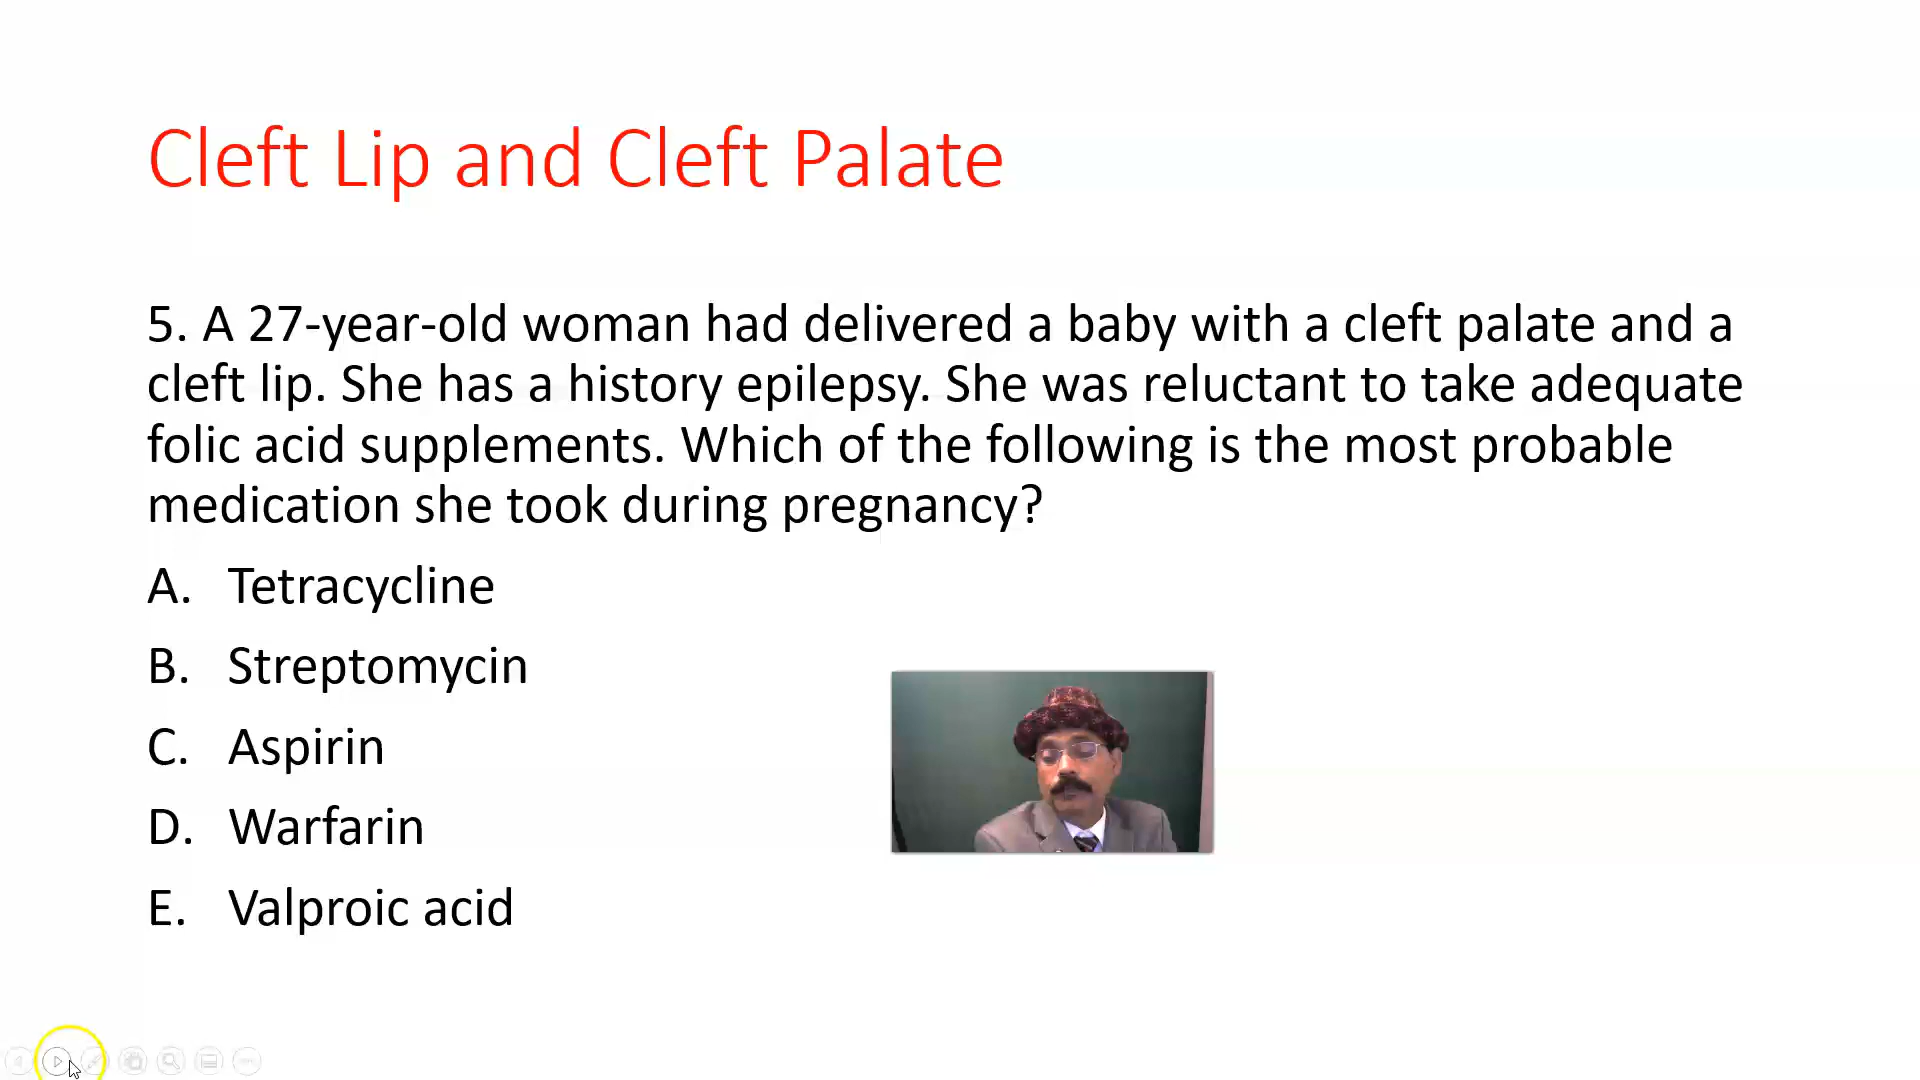 Cleft Lip and Cleft Palate
5. A 27-year-old woman had delivered a baby with a cleft palate and a
cleft lip. She has a history epilepsy. She was reluctant to take adequate
folic acid supplements. Which of the following is the most probable
medication she took during pregnancy?
A. Tetracycline
B. Streptomycin
C. Aspirin
D. Warfarin
E. Valproic acid